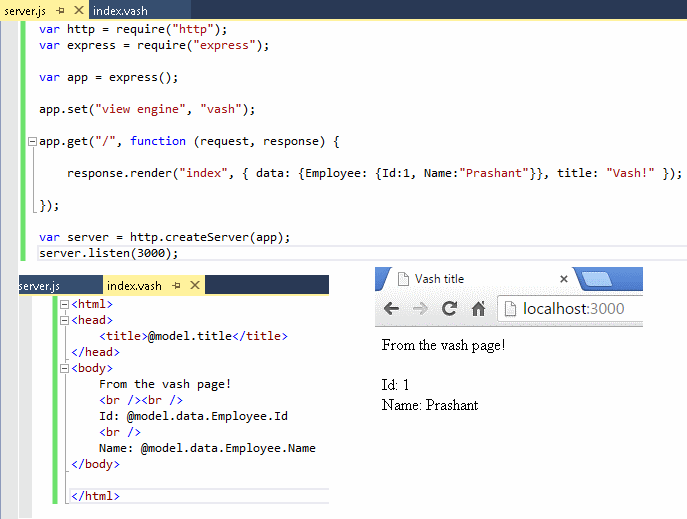 server.js index.vash
var http = require("http");
var express = require("express");
var app = express();
app.set("view engine", "vash");
app.get("/", function (request, response) {
response.render("index", { data: {Employee: {Id:1, Name:"Prashant"}}, title: "Vash!" });
});
var server = http.createServer(app);
server.listen(3000);
server.js index.vash
<html>
<head>
<title>@model.title</title>
</head>
<body>
From the vash page!
<br /><br />
Id: @model.data.Employee.Id
<br />
Name: @model.data.Employee.Name
</body>
</html>
Vash title
localhost:3000
From the vash page!
Id: 1
Name: Prashant